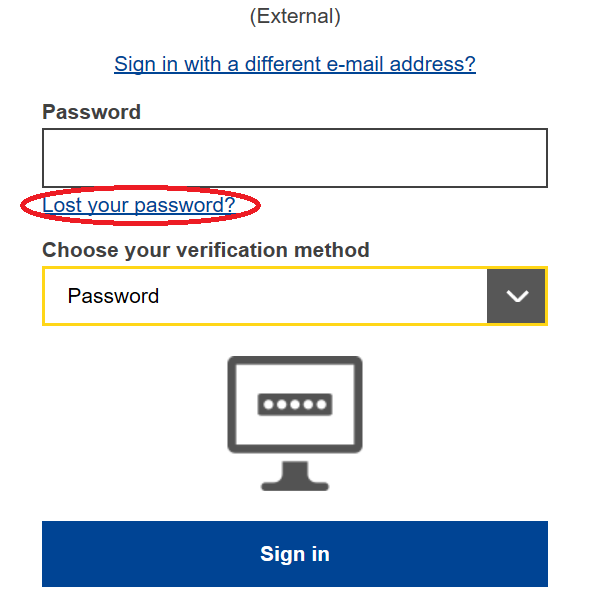 (External)
Sign in with a different e-mail address?
Password
Lost your password?
Choose your verification method
Password
Sign in